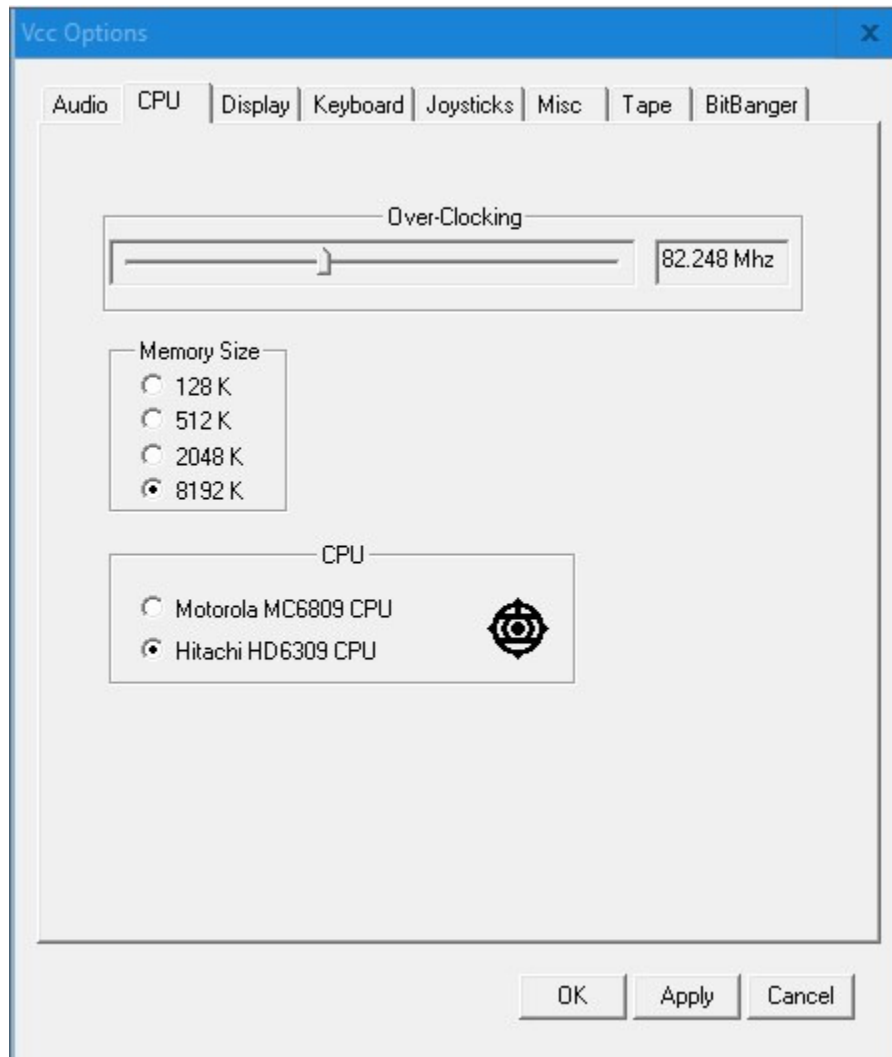 Vcc Options
Audio CPU Display Keyboard Joysticks Misc Tape BitBanger
Over-Clocking
82.248 Mhz
Memory Size
128 K
512 K
2048 K
8192 K
CPU
Motorola MC6809 CPU
Hitachi HD6309 CPU
OK Apply Cancel